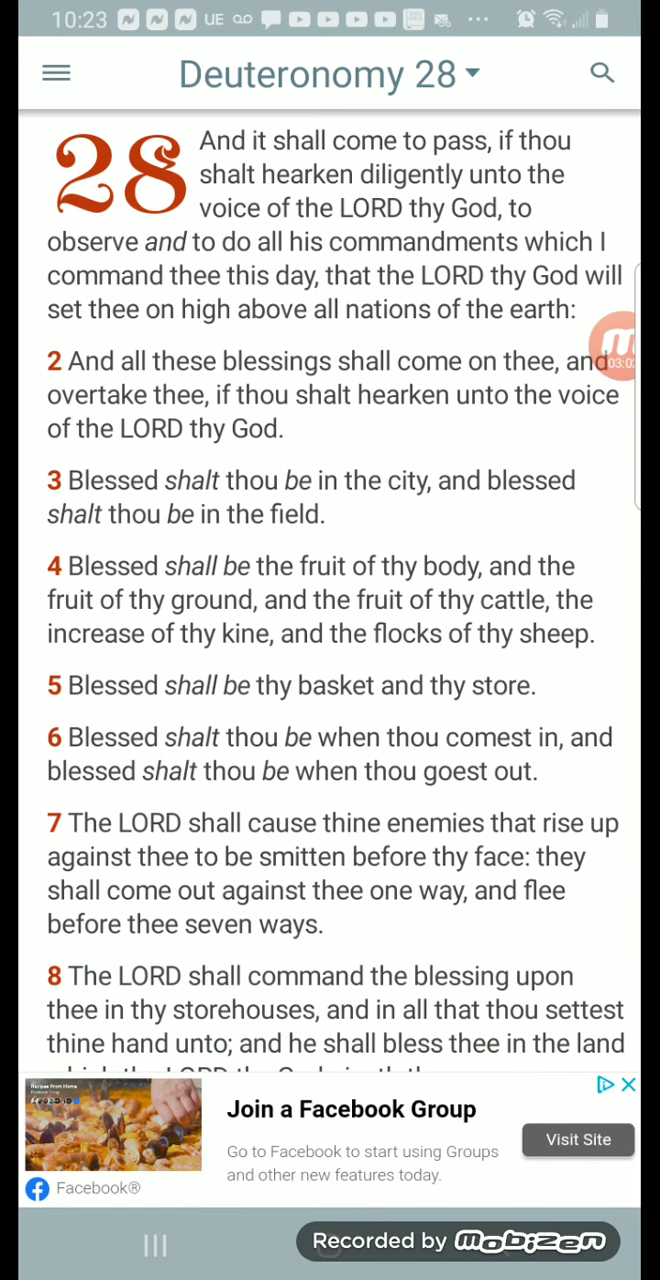 10:23 UE
Deuteronomy 28
28 And it shall come to pass, if thou
shalt hearken diligently unto the
voice of the LORD thy God, to
observe and to do all his commandments which I
command thee this day, that the LORD thy God will
set thee on high above all nations of the earth:
2 And all these blessings shall come on thee, and
03:0
overtake thee, if thou shalt hearken unto the voice
of the LORD thy God.
3 Blessed shalt thou be in the city, and blessed
shalt thou be in the field.
4 Blessed shall be the fruit of thy body, and the
fruit of thy ground, and the fruit of thy cattle, the
increase of thy kine, and the flocks of thy sheep.
5 Blessed shall be thy basket and thy store.
6 Blessed shalt thou be when thou comest in, and
blessed shalt thou be when thou goest out.
7 The LORD shall cause thine enemies that rise up
against thee to be smitten before thy face: they
shall come out against thee one way, and flee
before thee seven ways.
8 The LORD shall command the blessing upon
thee in thy storehouses, and in all that thou settest
thine hand unto; and he shall bless thee in the land
Recipes From Home
Join a Facebook Group
Go to Facebook to start using Groups
and other new features today.
Visit Site
Facebook®
Recorded by mobizen